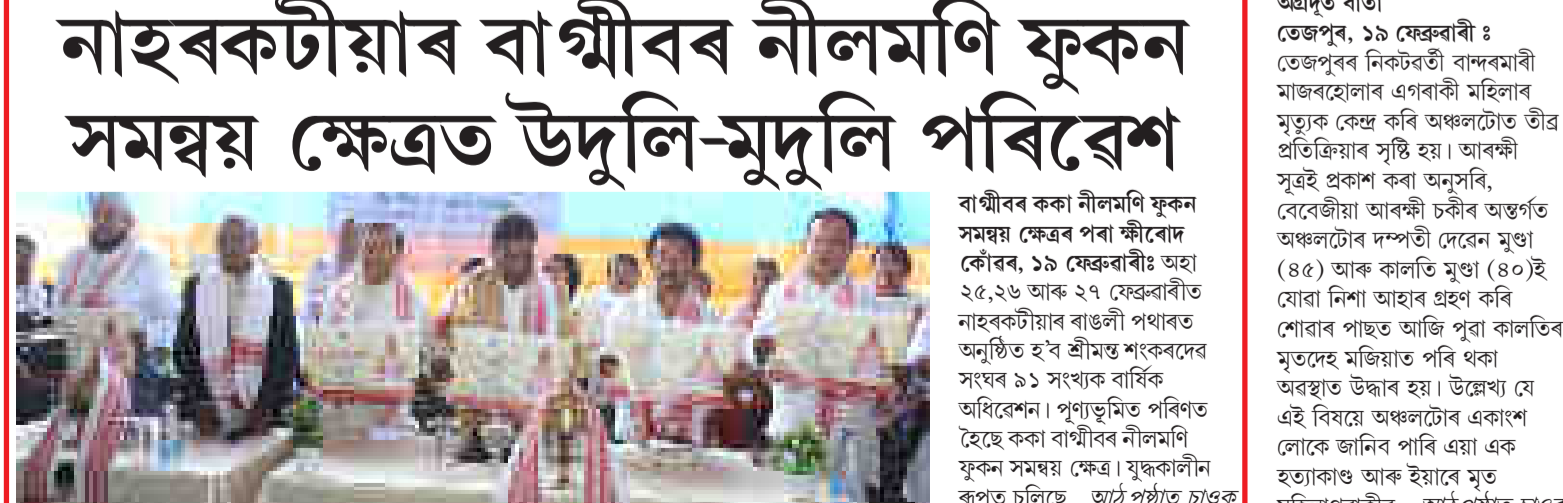 নাহৰকটীয়াৰ বাগ্মীবৰ নীলমণি ফুকন
সমন্বয় ক্ষেত্ৰত উদুলি-মুদুলি পৰিৱেশ
বাগ্মীবৰ ককা নীলমণি ফুকন
সমন্বয় ক্ষেত্ৰৰ পৰা ক্ষীৰোদ
কোঁৱৰ, ১৯ ফেব্ৰুৱাৰীঃ অহা
২৫,২৬ আৰু ২৭ ফেব্ৰুৱাৰীত
নাহৰকটীয়াৰ ৰাঙলী পথাৰত
অনুষ্ঠিত হ’ব শ্ৰীমন্ত শংকৰদেৱ
সংঘৰ ৯১ সংখ্যক বাৰ্ষিক
অধিৱেশন। পূণ্যভূমিত পৰিণত
হৈছে ককা বাগ্মীবৰ নীলমণি
ফুকন সমন্বয় ক্ষেত্ৰ। যুদ্ধকালীন
ৰূপত চলিছে আঠ পৃষ্ঠাত চাওক
অগ্ৰদূত বাৰ্তা
তেজপুৰ, ১৯ ফেব্ৰুৱাৰী ঃ
তেজপুৰৰ নিকটৱৰ্তী বান্দৰমাৰী
মাজৰহোলাৰ এগৰাকী মহিলাৰ
মৃত্যুক কেন্দ্ৰ কৰি অঞ্চলটোত তীব্ৰ
প্ৰতিক্ৰিয়াৰ সৃষ্টি হয়। আৰক্ষী
সূত্ৰই প্ৰকাশ কৰা অনুসৰি,
বেবেজীয়া আৰক্ষী চকীৰ অন্তৰ্গত
অঞ্চলটোৰ দম্পতী দেৱেন মুণ্ডা
(৪৫) আৰু কালতি মুণ্ডা (৪০)ই
যোৱা নিশা আহাৰ গ্ৰহণ কৰি
শোৱাৰ পাছত আজি পুৱা কালতিৰ
মৃতদেহ মজিয়াত পৰি থকা
অৱস্থাত উদ্ধাৰ হয়। উল্লেখ্য যে
এই বিষয়ে অঞ্চলটোৰ একাংশ
লোকে জানিব পাৰি এয়া এক
হত্যাকাণ্ড আৰু ইয়াৰে মৃত